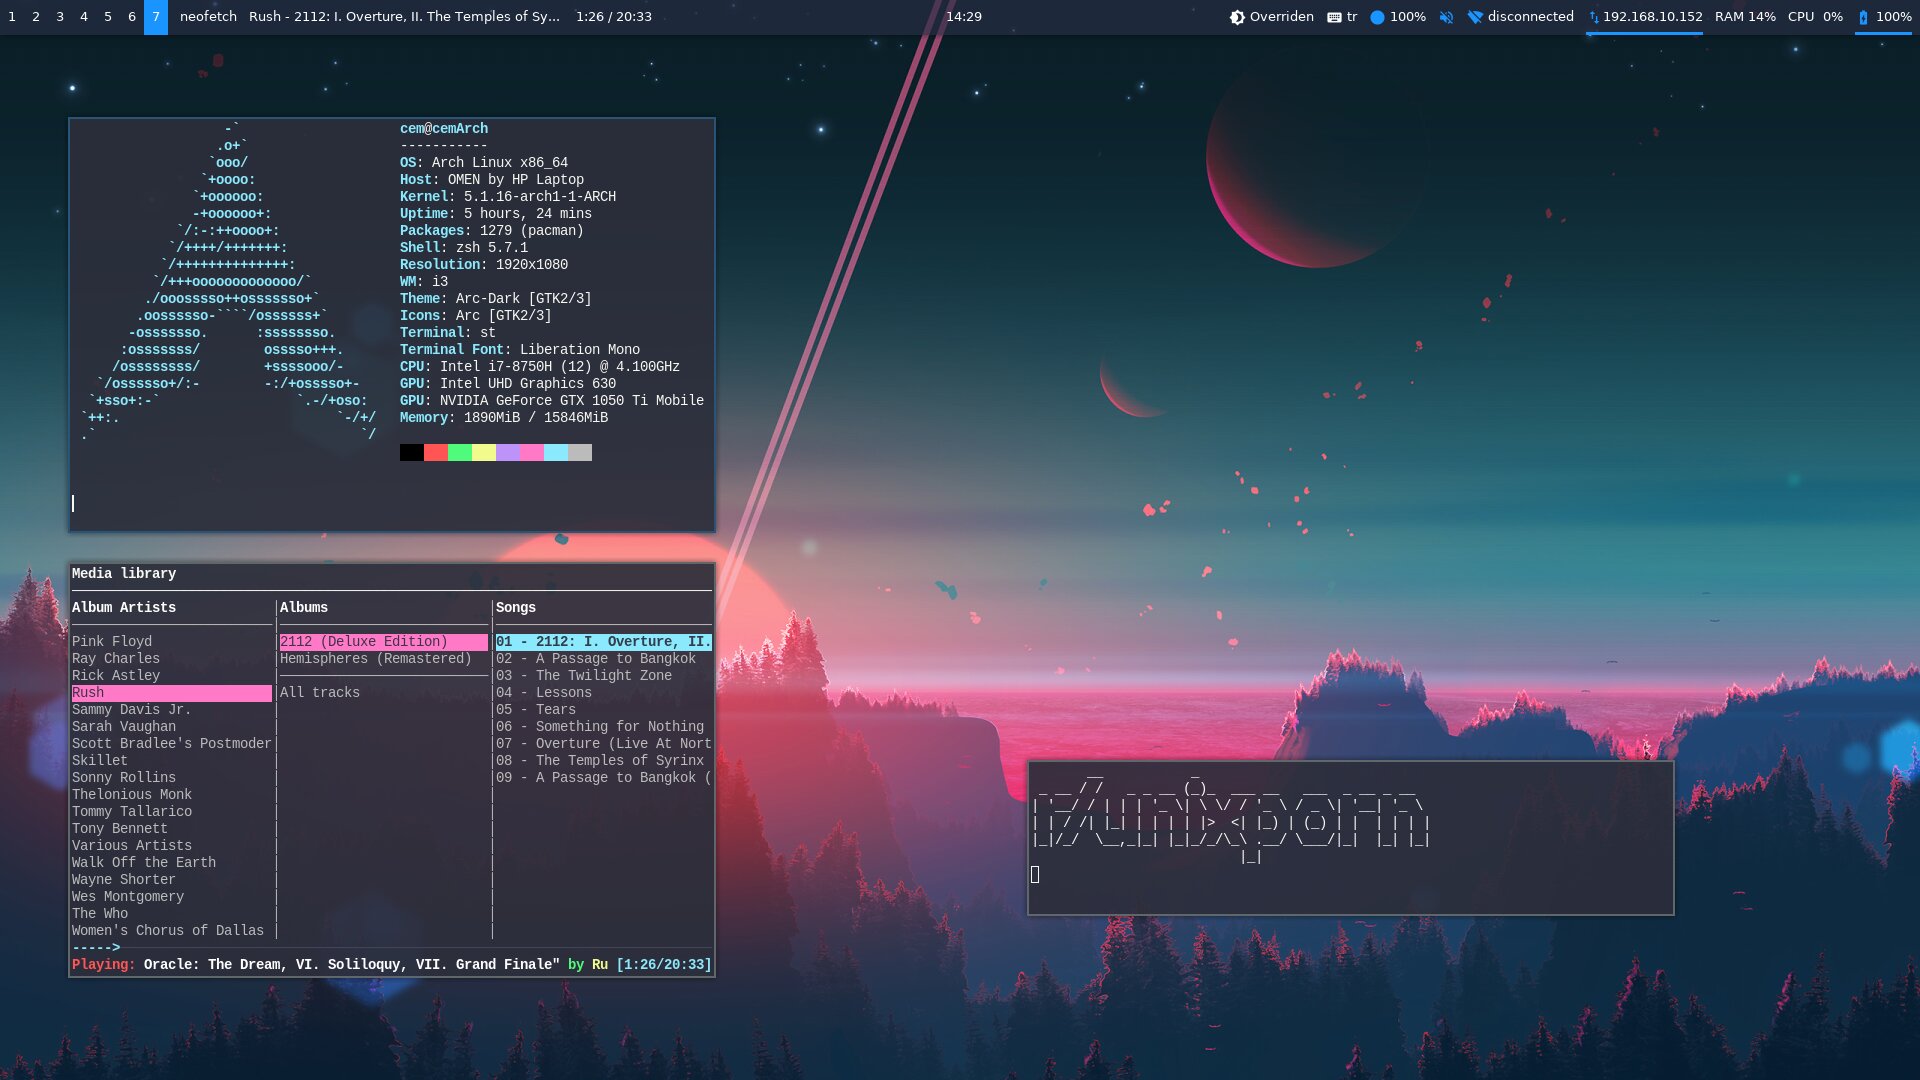 1 2 3 4 5 6 7 neofetch Rush - 2112: I. Overture, II. The Temples of Sy... 1:26 / 20:33 14:29 Overriden tr 100% disconnected 192.168.10.152 RAM 14% CPU 0% 100%
cem@cemArch
-----------
OS: Arch Linux x86_64
Host: OMEN by HP Laptop
Kernel: 5.1.16-arch1-1-ARCH
Uptime: 5 hours, 24 mins
Packages: 1279 (pacman)
Shell: zsh 5.7.1
Resolution: 1920x1080
WM: i3
Theme: Arc-Dark [GTK2/3]
Icons: Arc [GTK2/3]
Terminal: st
Terminal Font: Liberation Mono
CPU: Intel i7-8750H (12) @ 4.100GHz
GPU: Intel UHD Graphics 630
GPU: NVIDIA GeForce GTX 1050 Ti Mobile
Memory: 1890MiB / 15846MiB
Media library
Album Artists Albums Songs
Pink Floyd 2112 (Deluxe Edition) 01 - 2112: I. Overture, II.
Ray Charles Hemispheres (Remastered) 02 - A Passage to Bangkok
Rick Astley 03 - The Twilight Zone
Rush All tracks 04 - Lessons
Sammy Davis Jr. 05 - Tears
Sarah Vaughan 06 - Something for Nothing
Scott Bradlee's Postmoder 07 - Overture (Live At Nort
Skillet 08 - The Temples of Syrinx
Sonny Rollins 09 - A Passage to Bangkok (
Thelonious Monk
Tommy Tallarico
Tony Bennett
Various Artists
Walk Off the Earth
Wayne Shorter
Wes Montgomery
The Who
Women's Chorus of Dallas
----->
Playing: Oracle: The Dream, VI. Soliloquy, VII. Grand Finale" by Ru [1:26/20:33]
r/unixporn